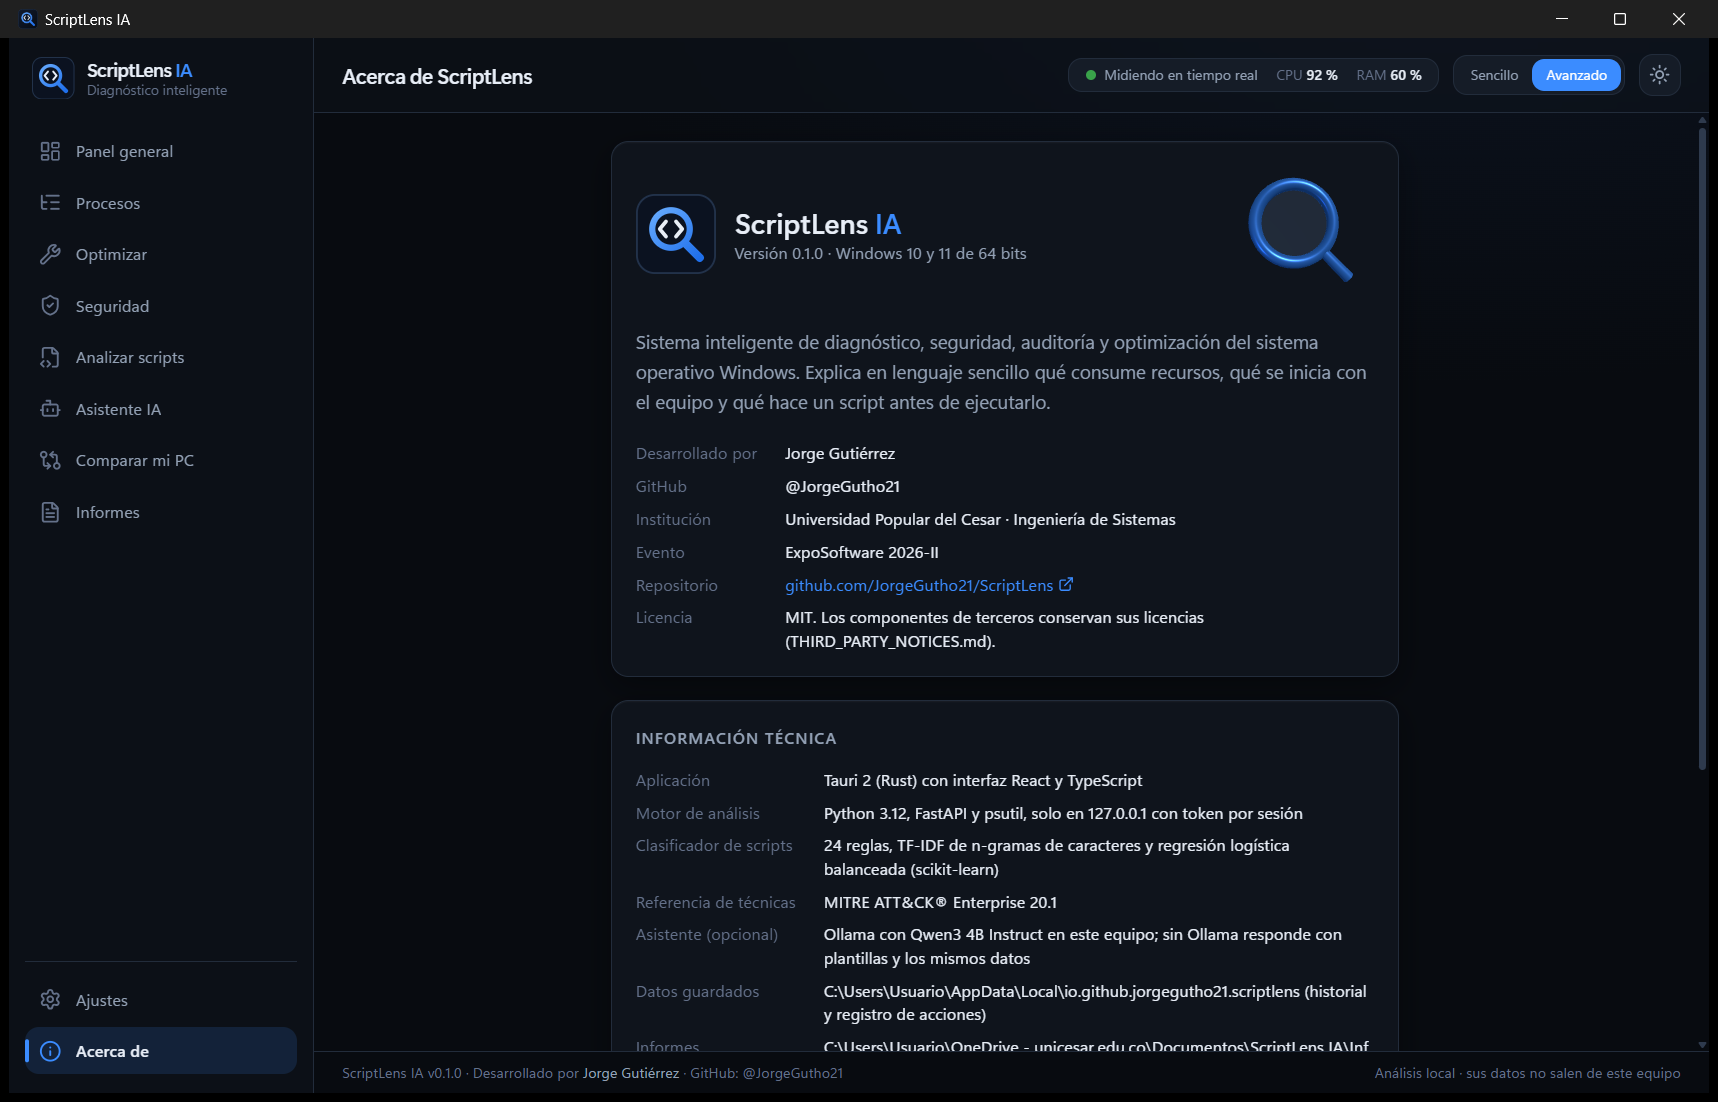 ScriptLens IA
ScriptLens IA
Diagnóstico inteligente
Acerca de ScriptLens
Midiendo en tiempo real CPU 92 % RAM 60 %
Sencillo
Avanzado
Panel general
Procesos
Optimizar
Seguridad
Analizar scripts
Asistente IA
Comparar mi PC
Informes
Ajustes
Acerca de
ScriptLens IA
Versión 0.1.0 · Windows 10 y 11 de 64 bits
Sistema inteligente de diagnóstico, seguridad, auditoría y optimización del sistema
operativo Windows. Explica en lenguaje sencillo qué consume recursos, qué se inicia con
el equipo y qué hace un script antes de ejecutarlo.
Desarrollado por Jorge Gutiérrez
GitHub @JorgeGutho21
Institución Universidad Popular del Cesar · Ingeniería de Sistemas
Evento ExpoSoftware 2026-II
Repositorio github.com/JorgeGutho21/ScriptLens
Licencia MIT. Los componentes de terceros conservan sus licencias
(THIRD_PARTY_NOTICES.md).
INFORMACIÓN TÉCNICA
Aplicación Tauri 2 (Rust) con interfaz React y TypeScript
Motor de análisis Python 3.12, FastAPI y psutil, solo en 127.0.0.1 con token por sesión
Clasificador de scripts 24 reglas, TF-IDF de n-gramas de caracteres y regresión logística
balanceada (scikit-learn)
Referencia de técnicas MITRE ATT&CK® Enterprise 20.1
Asistente (opcional) Ollama con Qwen3 4B Instruct en este equipo; sin Ollama responde con
plantillas y los mismos datos
Datos guardados C:\Users\Usuario\AppData\Local\io.github.jorgegutho21.scriptlens (historial
y registro de acciones)
Informes C:\Users\Usuario\OneDrive - unicesar.edu.co\Documentos\ScriptLens IA\Inf
ScriptLens IA v0.1.0 · Desarrollado por Jorge Gutiérrez · GitHub: @JorgeGutho21
Análisis local · sus datos no salen de este equipo